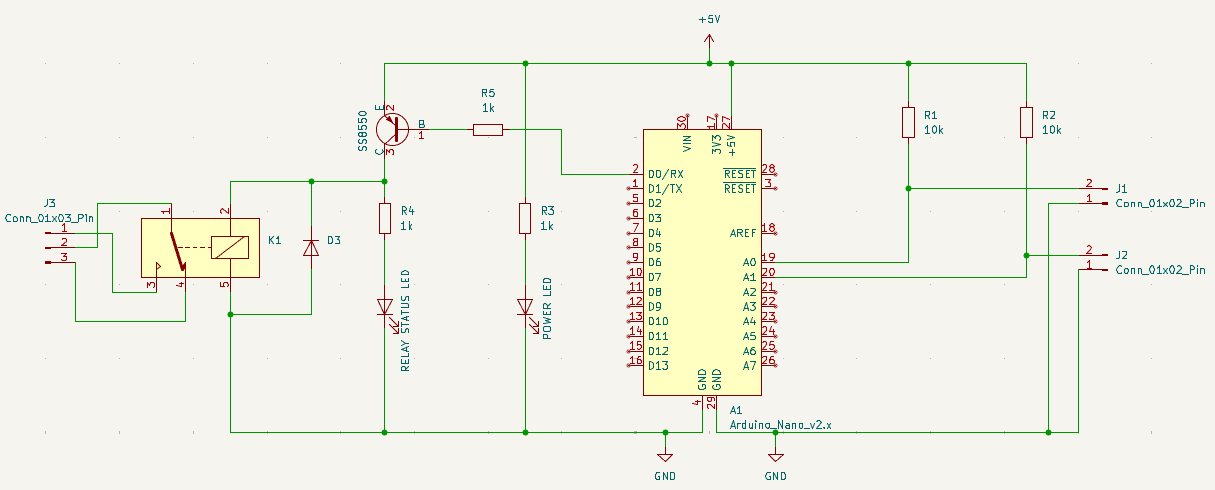 +5V
R5
1k
SS8550
E
2
B
1
C
3
R1
10k
R2
10k
30
17
27
VIN
3V3
+5V
2
D0/RX
RESET
28
1
D1/TX
RESET
3
5
D2
6
D3
7
D4
AREF
18
8
D5
9
D6
A0
19
10
D7
A1
20
11
D8
A2
21
12
D9
A3
22
13
D10
A4
23
14
D11
A5
24
15
D12
A6
25
16
D13
A7
26
GND
GND
4
29
A1
Arduino_Nano_v2.x
J3
Conn_01x03_Pin
1
2
3
1
2
K1
3
4
5
D3
R4
1k
RELAY STATUS LED
R3
1k
POWER LED
2
J1
1
Conn_01x02_Pin
2
J2
1
Conn_01x02_Pin
GND
GND